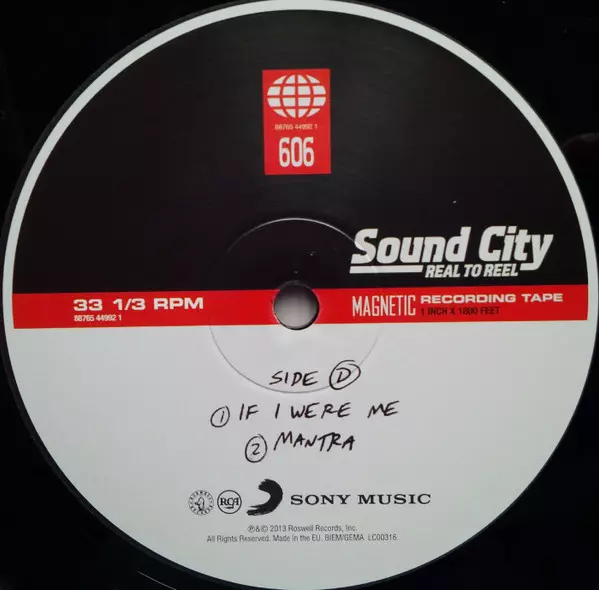 88765 44992 1
606
Sound City
REAL TO REEL
33 1/3 RPM
88765 44992 1
MAGNETIC RECORDING TAPE
1 INCH X 1800 FEET
SIDE D
1 IF I WERE ME
2 MANTRA
RCA
SONY MUSIC
℗&© 2013 Roswell Records, Inc.
All Rights Reserved. Made in the EU. BIEM/GEMA LC00316